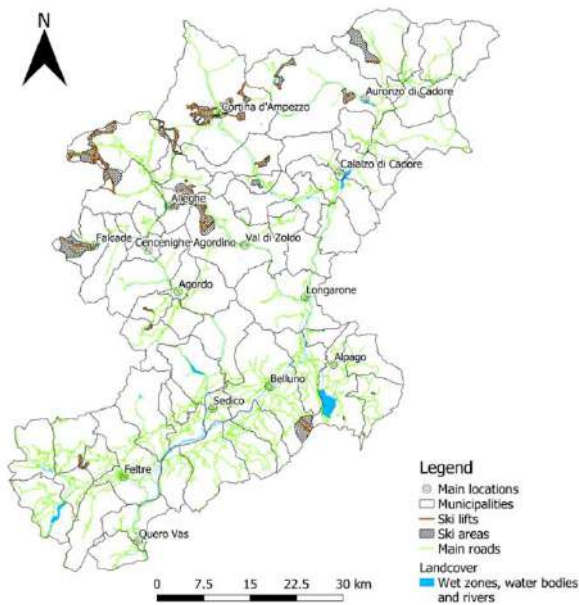 N
Auronzo di Cadore
Cortina d'Ampezzo
Calalzo di Cadore
Alleghe
Falcade
Val di Zoldo
Cencenighe Agordino
Agordo
Longarone
Alpago
Belluno
Sedico
Feltre
Quero Vas
Legend
Main locations
Municipalities
Ski lifts
Ski areas
Main roads
Landcover
Wet zones, water bodies
and rivers
0 7.5 15 22.5 30 km